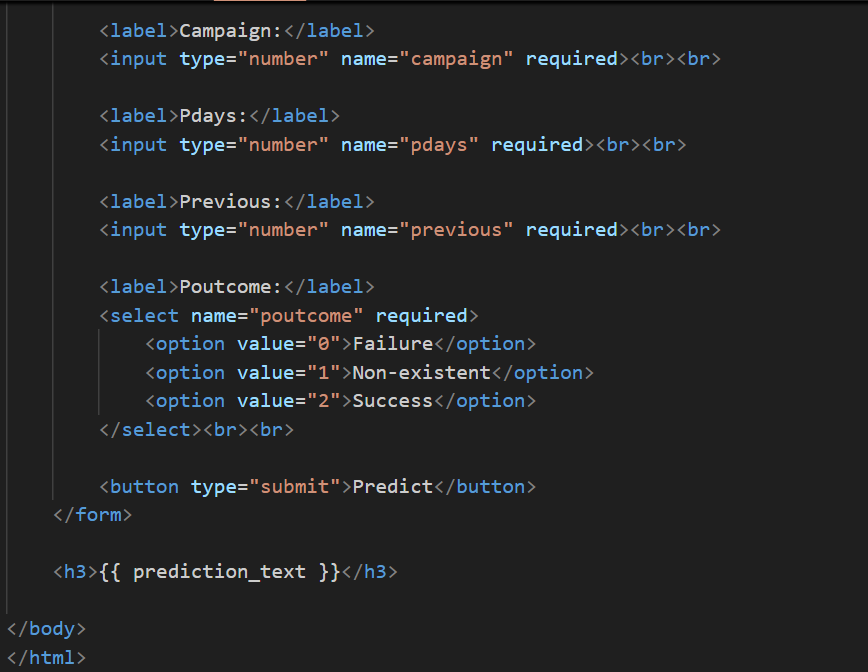 <label>Campaign:</label>
<input type="number" name="campaign" required><br><br>
<label>Pdays:</label>
<input type="number" name="pdays" required><br><br>
<label>Previous:</label>
<input type="number" name="previous" required><br><br>
<label>Poutcome:</label>
<select name="poutcome" required>
<option value="0">Failure</option>
<option value="1">Non-existent</option>
<option value="2">Success</option>
</select><br><br>
<button type="submit">Predict</button>
</form>
<h3>{{ prediction_text }}</h3>
</body>
</html>